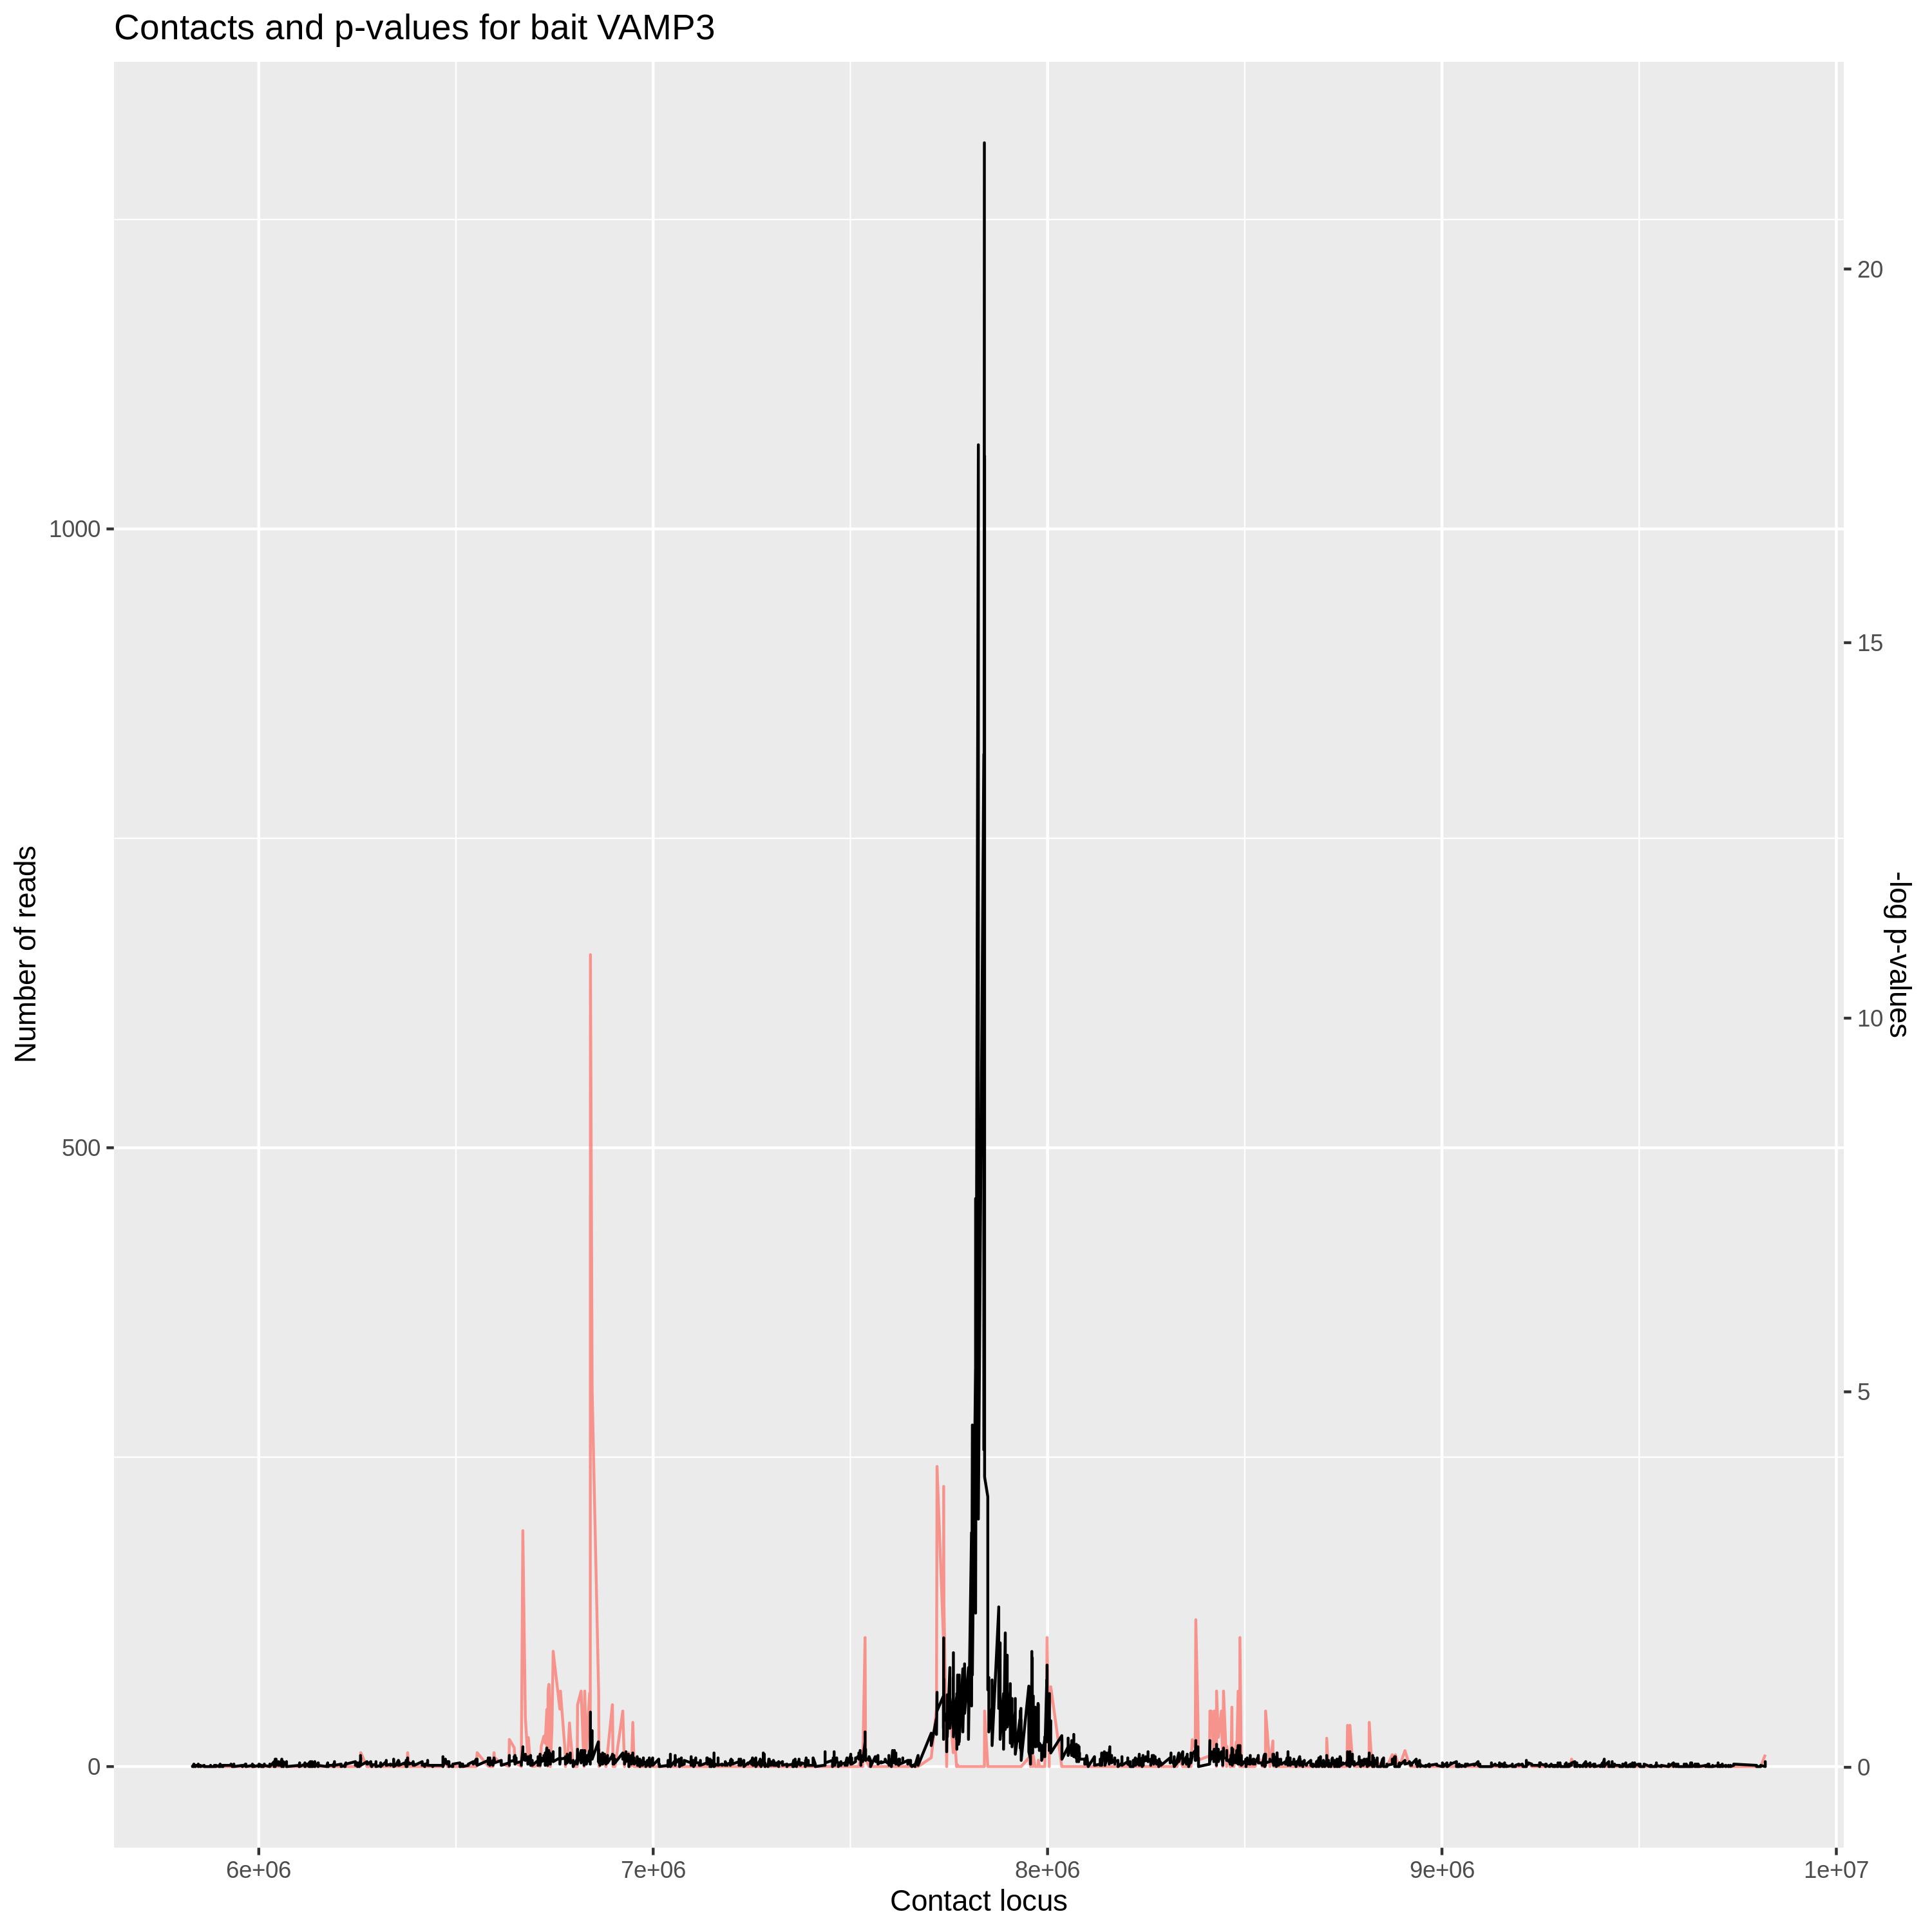 Contacts and p-values for bait VAMP3
Number of reads
1000
500
0
20
15
10
5
0
-log p-values
6e+06
7e+06
8e+06
9e+06
1e+07
Contact locus